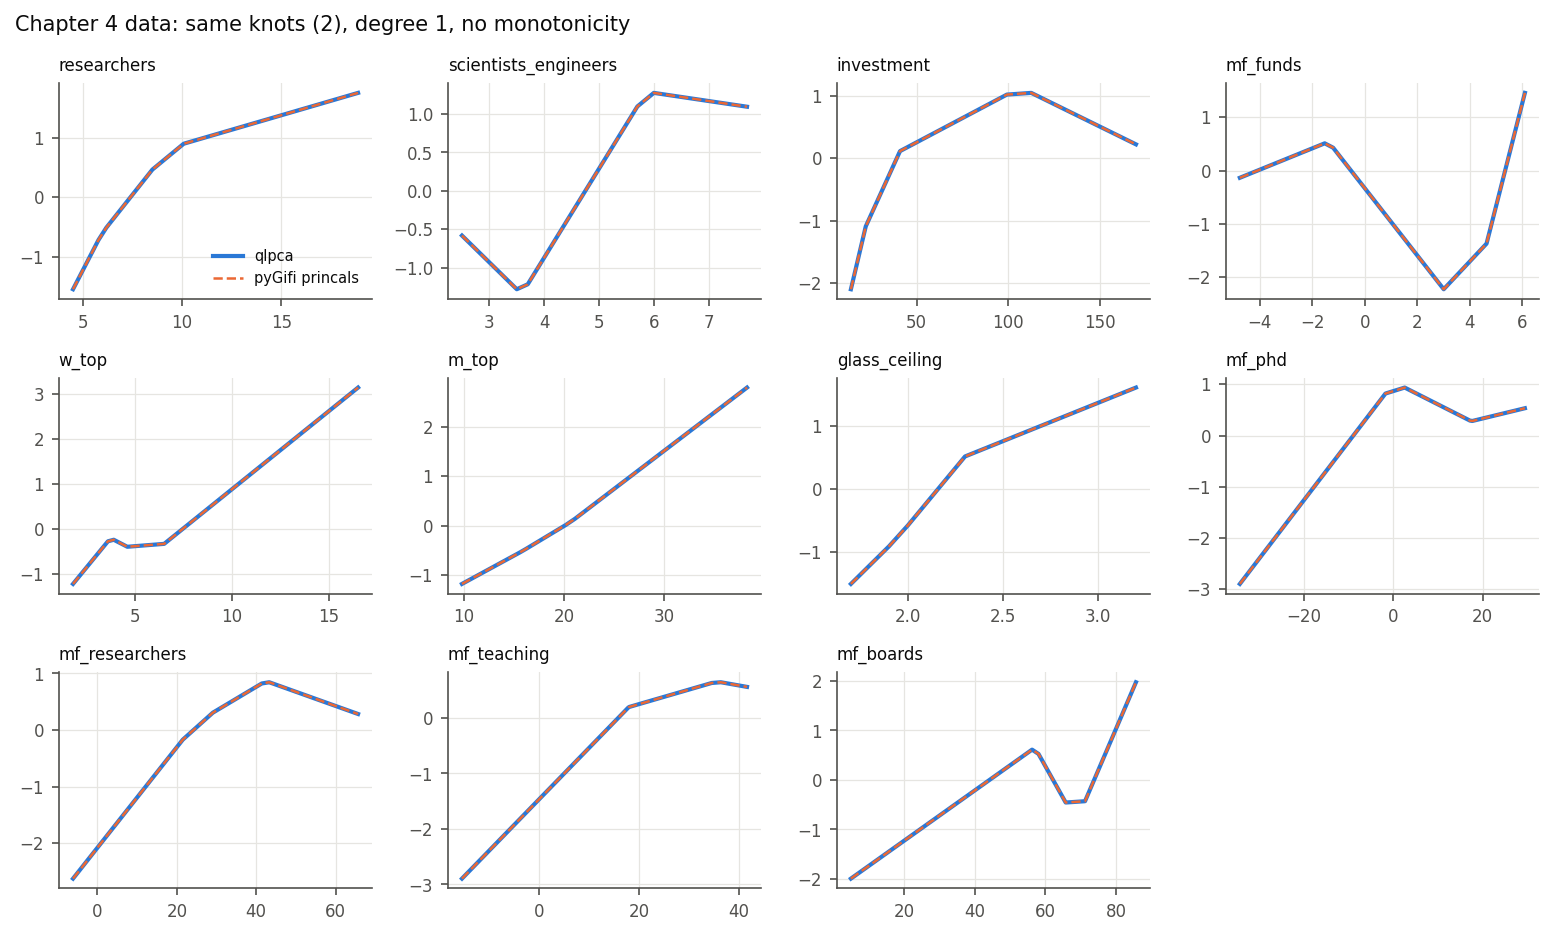 Chapter 4 data: same knots (2), degree 1, no monotonicity
researchers
1
0
−1
5 10 15
qlpca
pyGifi princals
scientists_engineers
1.0
0.5
0.0
−0.5
−1.0
3 4 5 6 7
investment
1
0
−1
−2
50 100 150
mf_funds
1
0
−1
−2
−4 −2 0 2 4 6
w_top
3
2
1
0
−1
5 10 15
m_top
2
1
0
−1
10 20 30
glass_ceiling
1
0
−1
2.0 2.5 3.0
mf_phd
1
0
−1
−2
−3
−20 0 20
mf_researchers
1
0
−1
−2
0 20 40 60
mf_teaching
0
−1
−2
−3
0 20 40
mf_boards
2
1
0
−1
−2
20 40 60 80